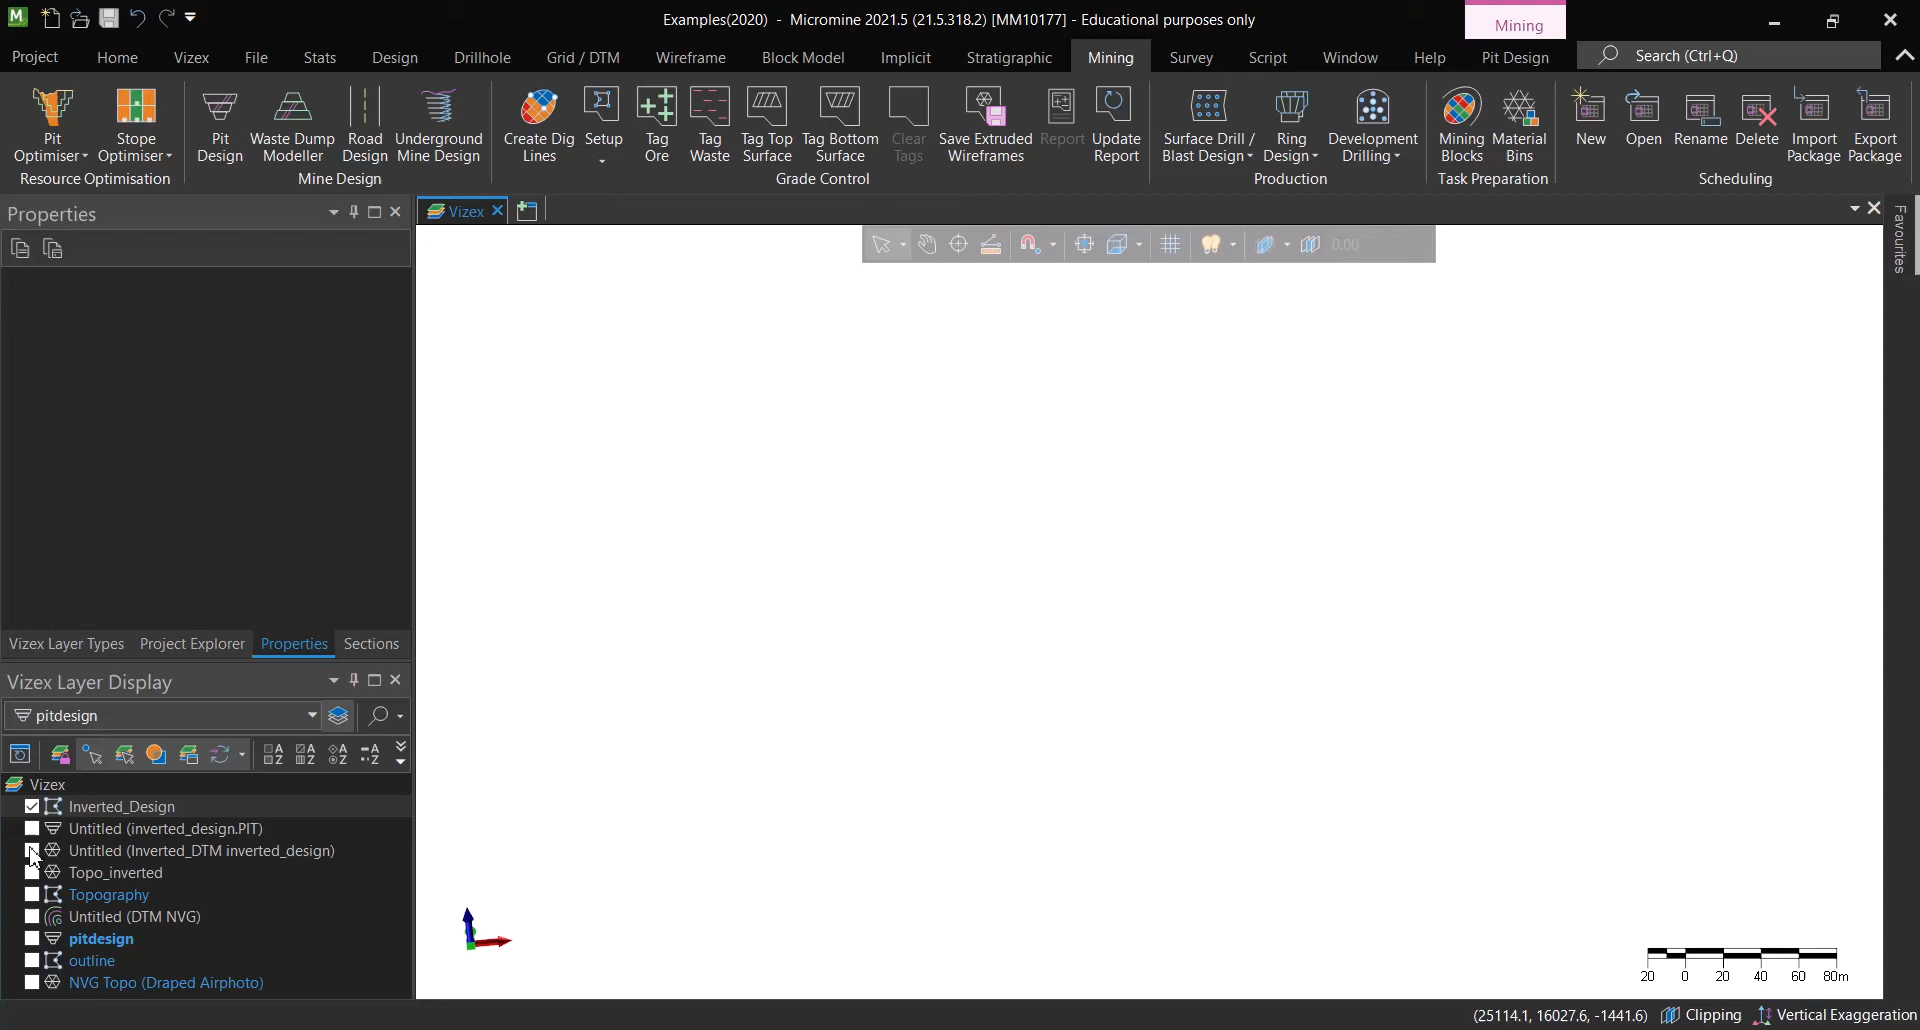 Examples(2020) - Micromine 2021.5 (21.5.318.2) [MM10177] - Educational purposes only
Mining
Project Home Vizex File Stats Design Drillhole Grid / DTM Wireframe Block Model Implicit Stratigraphic Mining Survey Script Window Help Pit Design Search (Ctrl+Q)
Pit Stope Pit Waste Dump Road Underground Create Dig Setup Tag Tag Tag Top Tag Bottom Clear Save Extruded Report Update Surface Drill / Ring Development Mining Material New Open Rename Delete Import Export
Optimiser Optimiser Design Modeller Design Mine Design Lines Ore Waste Surface Surface Tags Wireframes Report Blast Design Design Drilling Blocks Bins Package Package
Resource Optimisation Mine Design Grade Control Production Task Preparation Scheduling
Properties
Vizex
Favourites
0.00
Vizex Layer Types Project Explorer Properties Sections
Vizex Layer Display
pitdesign
Vizex
Inverted_Design
Untitled (inverted_design.PIT)
Untitled (Inverted_DTM inverted_design)
Topo_inverted
Topography
Untitled (DTM NVG)
pitdesign
outline
NVG Topo (Draped Airphoto)
20 0 20 40 60 80m
(25114.1, 16027.6, -1441.6) Clipping Vertical Exaggeration